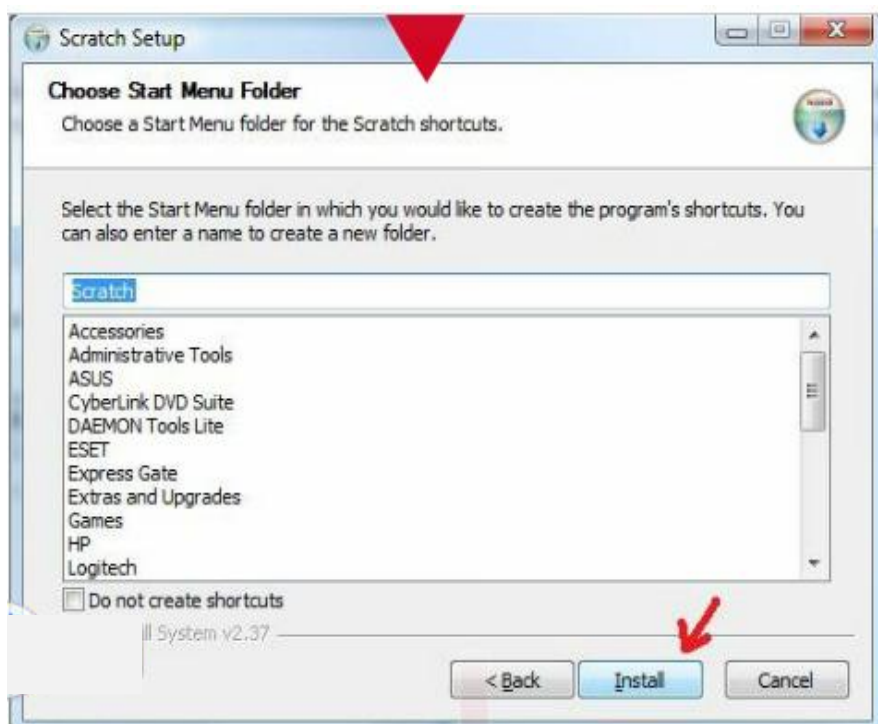 Scratch Setup
Choose Start Menu Folder
Choose a Start Menu folder for the Scratch shortcuts.
Select the Start Menu folder in which you would like to create the program's shortcuts. You
can also enter a name to create a new folder.
Scratch
Accessories
Administrative Tools
ASUS
CyberLink DVD Suite
DAEMON Tools Lite
ESET
Express Gate
Extras and Upgrades
Games
HP
Logitech
Do not create shortcuts
System v2.37
< Back Install Cancel